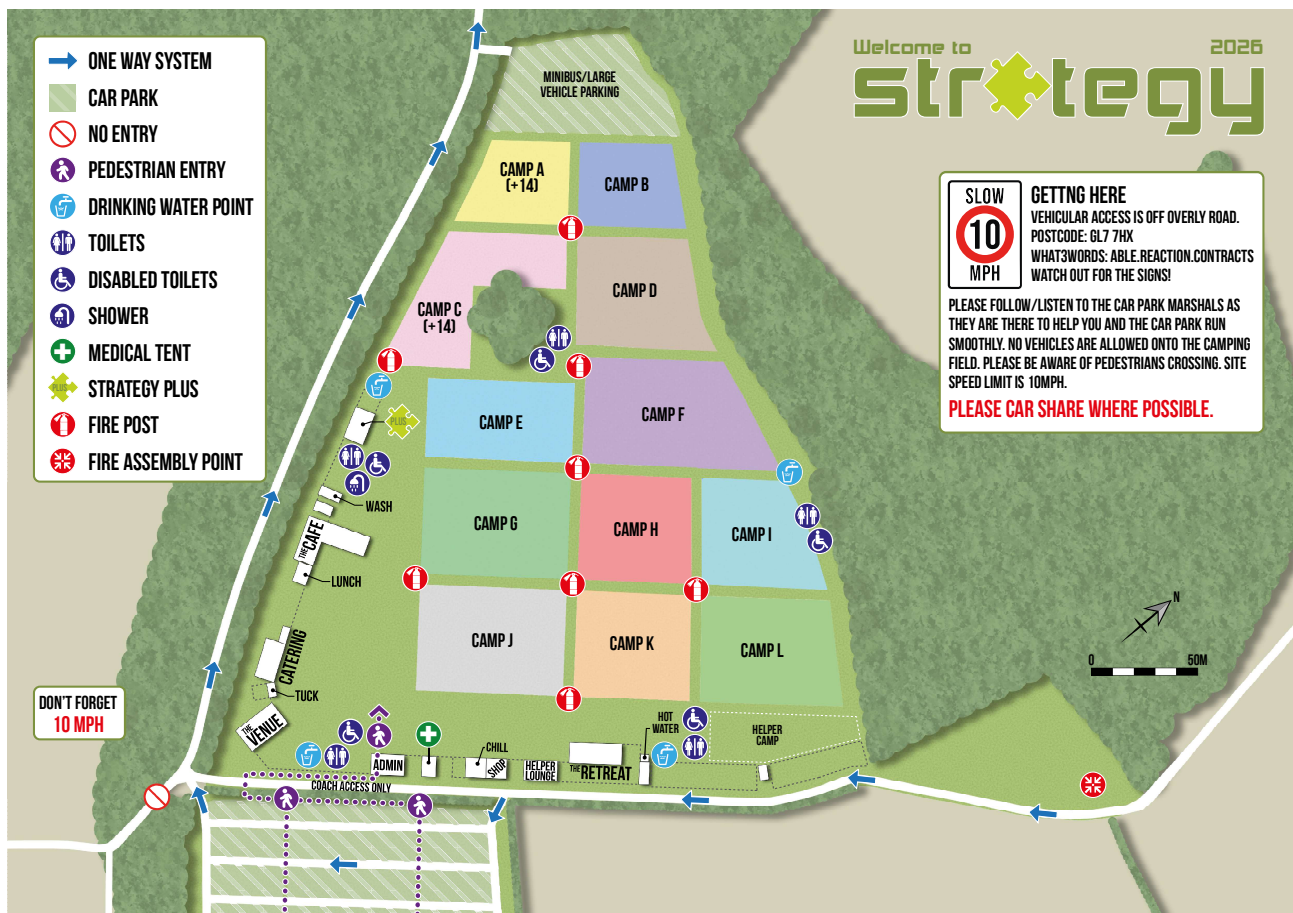 ONE WAY SYSTEM
CAR PARK
NO ENTRY
PEDESTRIAN ENTRY
DRINKING WATER POINT
TOILETS
DISABLED TOILETS
SHOWER
MEDICAL TENT
PLUS
STRATEGY PLUS
FIRE POST
FIRE ASSEMBLY POINT
Welcome to
2026
strategy
SLOW
10
MPH
GETTNG HERE
VEHICULAR ACCESS IS OFF OVERLY ROAD.
POSTCODE: GL7 7HX
WHAT3WORDS: ABLE.REACTION.CONTRACTS
WATCH OUT FOR THE SIGNS!
PLEASE FOLLOW/LISTEN TO THE CAR PARK MARSHALS AS
THEY ARE THERE TO HELP YOU AND THE CAR PARK RUN
SMOOTHLY. NO VEHICLES ARE ALLOWED ONTO THE CAMPING
FIELD. PLEASE BE AWARE OF PEDESTRIANS CROSSING. SITE
SPEED LIMIT IS 10MPH.
PLEASE CAR SHARE WHERE POSSIBLE.
MINIBUS/LARGE
VEHICLE PARKING
CAMP A
(+14)
CAMP B
CAMP C
(+14)
CAMP D
CAMP E
CAMP F
PLUS
CAMP G
CAMP H
CAMP I
WASH
THE CAFE
LUNCH
CAMP J
CAMP K
CAMP L
CATERING
TUCK
THE VENUE
ADMIN
CHILL
SHOP
HELPER
LOUNGE
THE RETREAT
HOT
WATER
HELPER
CAMP
COACH ACCESS ONLY
DON'T FORGET
10 MPH
N
0
50M